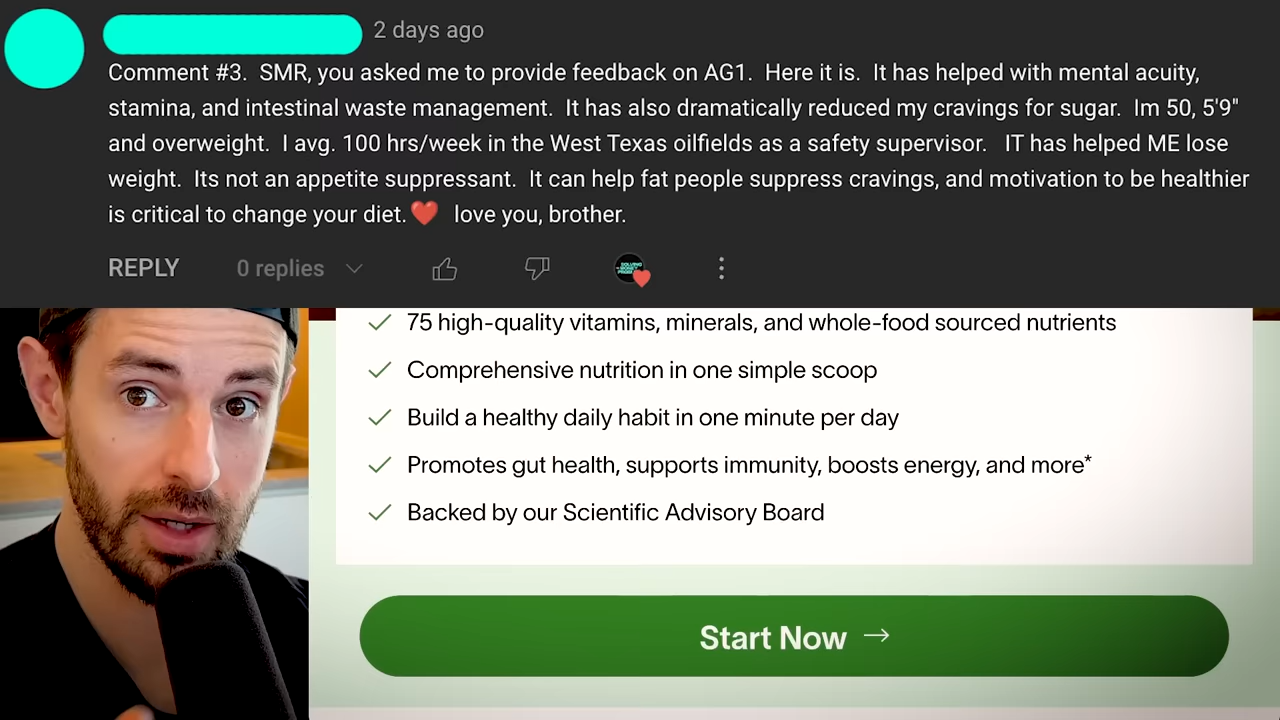 2 days ago
Comment #3. SMR, you asked me to provide feedback on AG1. Here it is. It has helped with mental acuity,
stamina, and intestinal waste management. It has also dramatically reduced my cravings for sugar. Im 50, 5'9"
and overweight. I avg. 100 hrs/week in the West Texas oilfields as a safety supervisor. IT has helped ME lose
weight. Its not an appetite suppressant. It can help fat people suppress cravings, and motivation to be healthier
is critical to change your diet.❤️ love you, brother.
REPLY 0 replies
75 high-quality vitamins, minerals, and whole-food sourced nutrients
Comprehensive nutrition in one simple scoop
Build a healthy daily habit in one minute per day
Promotes gut health, supports immunity, boosts energy, and more*
Backed by our Scientific Advisory Board
Start Now →